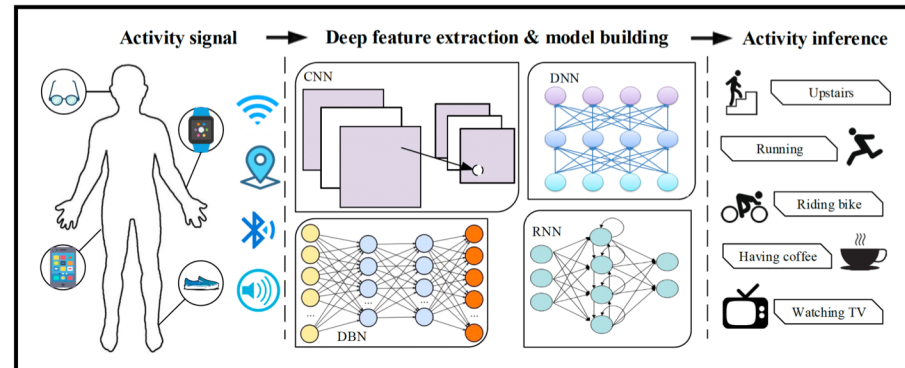 Activity signal
Deep feature extraction & model building
Activity inference
CNN
DNN
DBN
...
...
...
...
RNN
Upstairs
Running
Riding bike
Having coffee
Watching TV